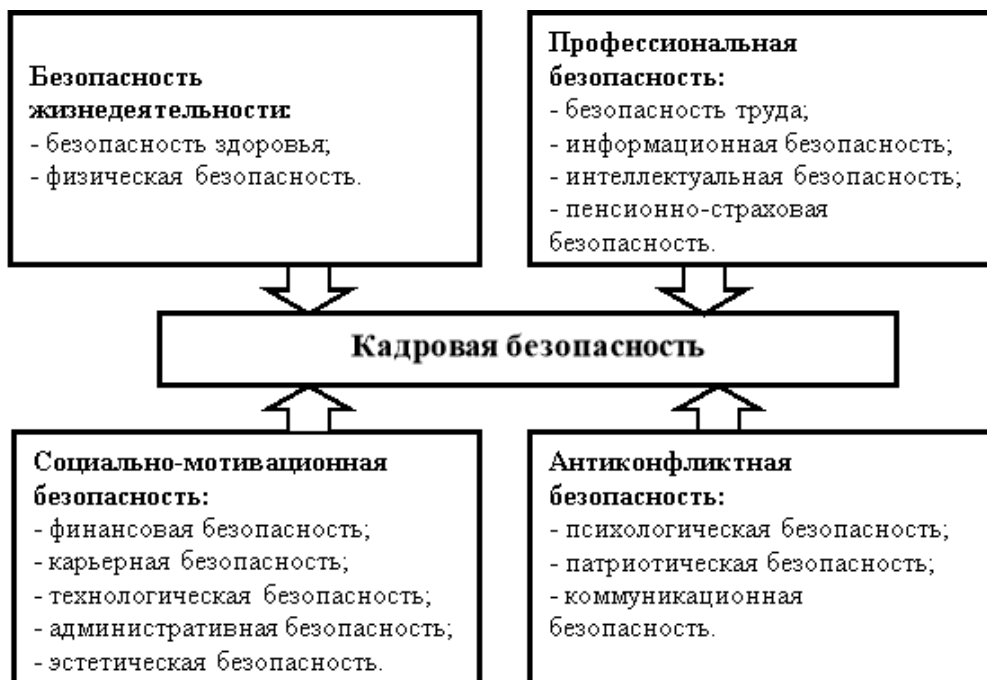 Безопасность
жизнедеятельности:
- безопасность здоровья;
- физическая безопасность.
Профессиональная
безопасность:
- безопасность труда;
- информационная безопасность;
- интеллектуальная безопасность;
- пенсионно-страховая
безопасность.
Кадровая безопасность
Социально-мотивационная
безопасность:
- финансовая безопасность;
- карьерная безопасность;
- технологическая безопасность;
- административная безопасность;
- эстетическая безопасность.
Антиконфликтная
безопасность:
- психологическая безопасность;
- патриотическая безопасность;
- коммуникационная
безопасность.